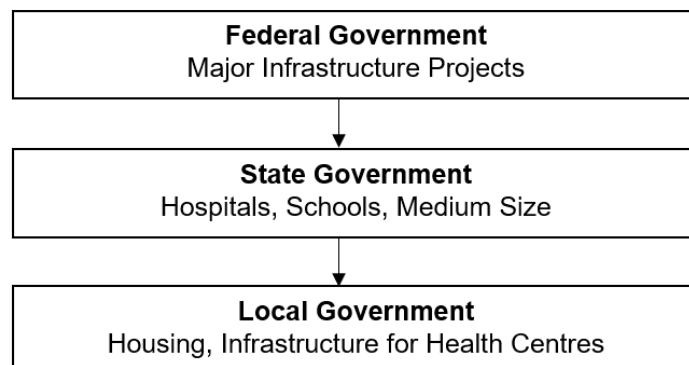 Federal Government
Major Infrastructure Projects
State Government
Hospitals, Schools, Medium Size
Local Government
Housing, Infrastructure for Health Centres